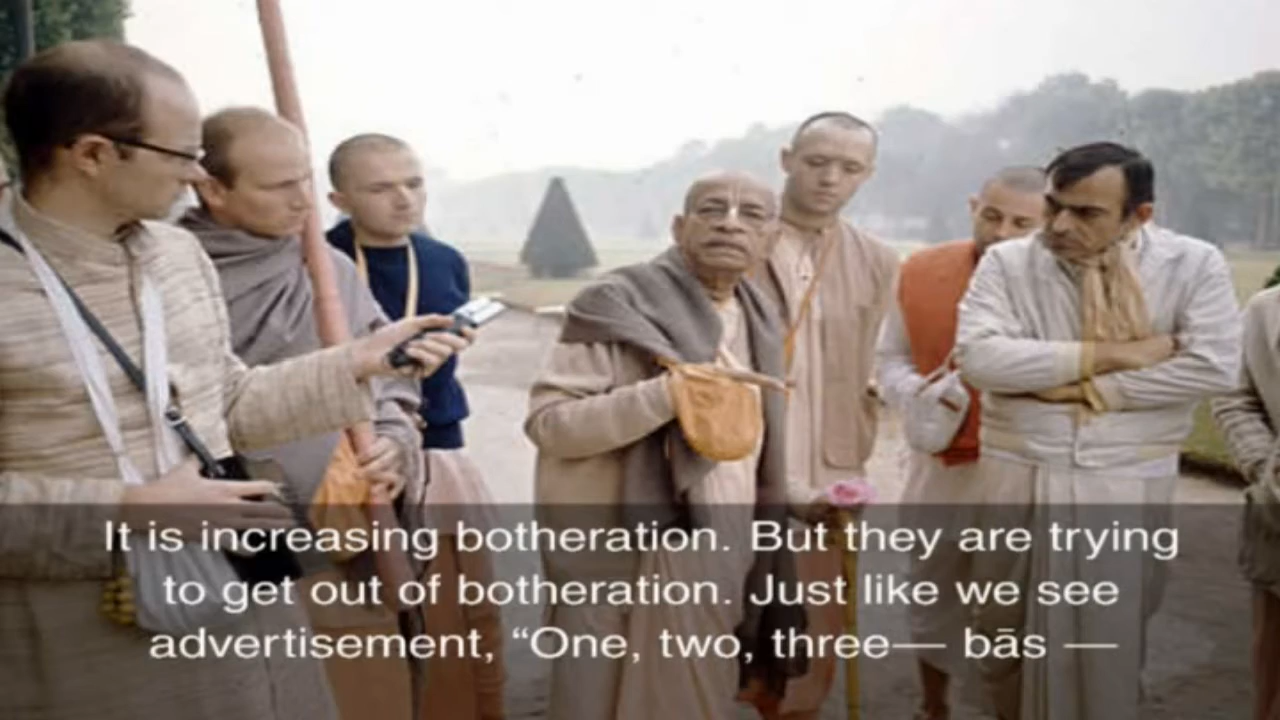 It is increasing botheration. But they are trying
to get out of botheration. Just like we see
advertisement, “One, two, three— bās —